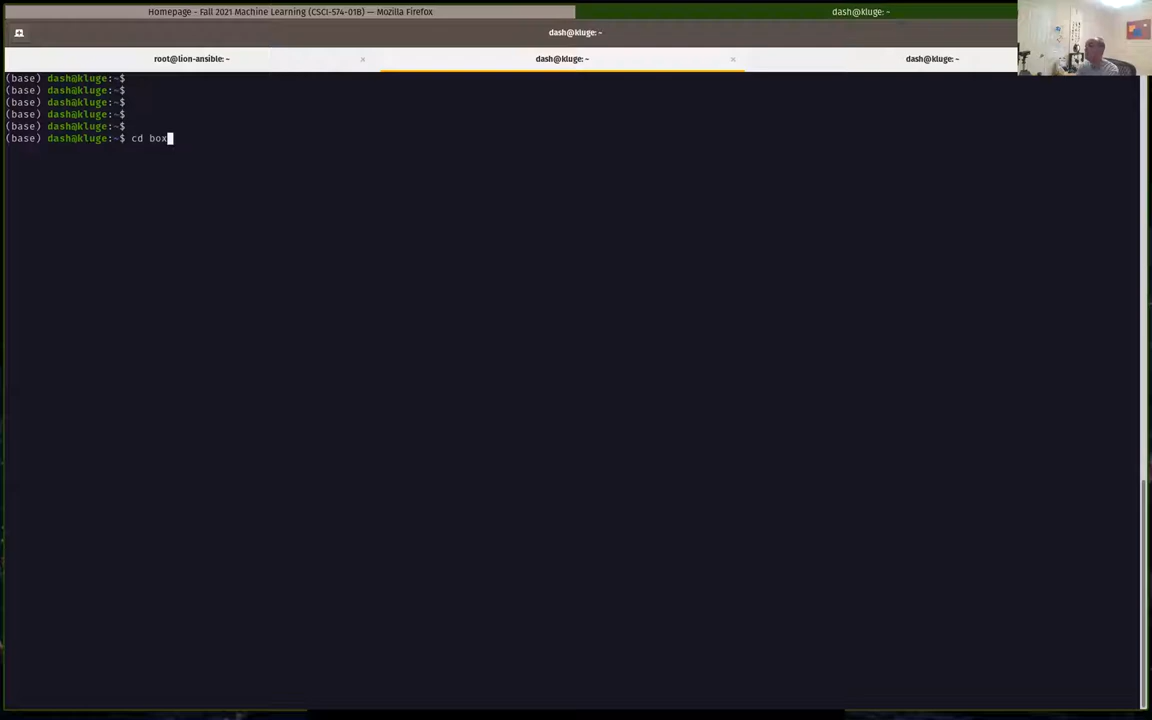 Homepage - Fall 2021 Machine Learning (CSCI-574-01B) — Mozilla Firefox
dash@kluge: ~
dash@kluge: ~
root@lion-ansible: ~
dash@kluge: ~
dash@kluge: ~
(base) dash@kluge:~$
(base) dash@kluge:~$
(base) dash@kluge:~$
(base) dash@kluge:~$
(base) dash@kluge:~$
(base) dash@kluge:~$ cd box